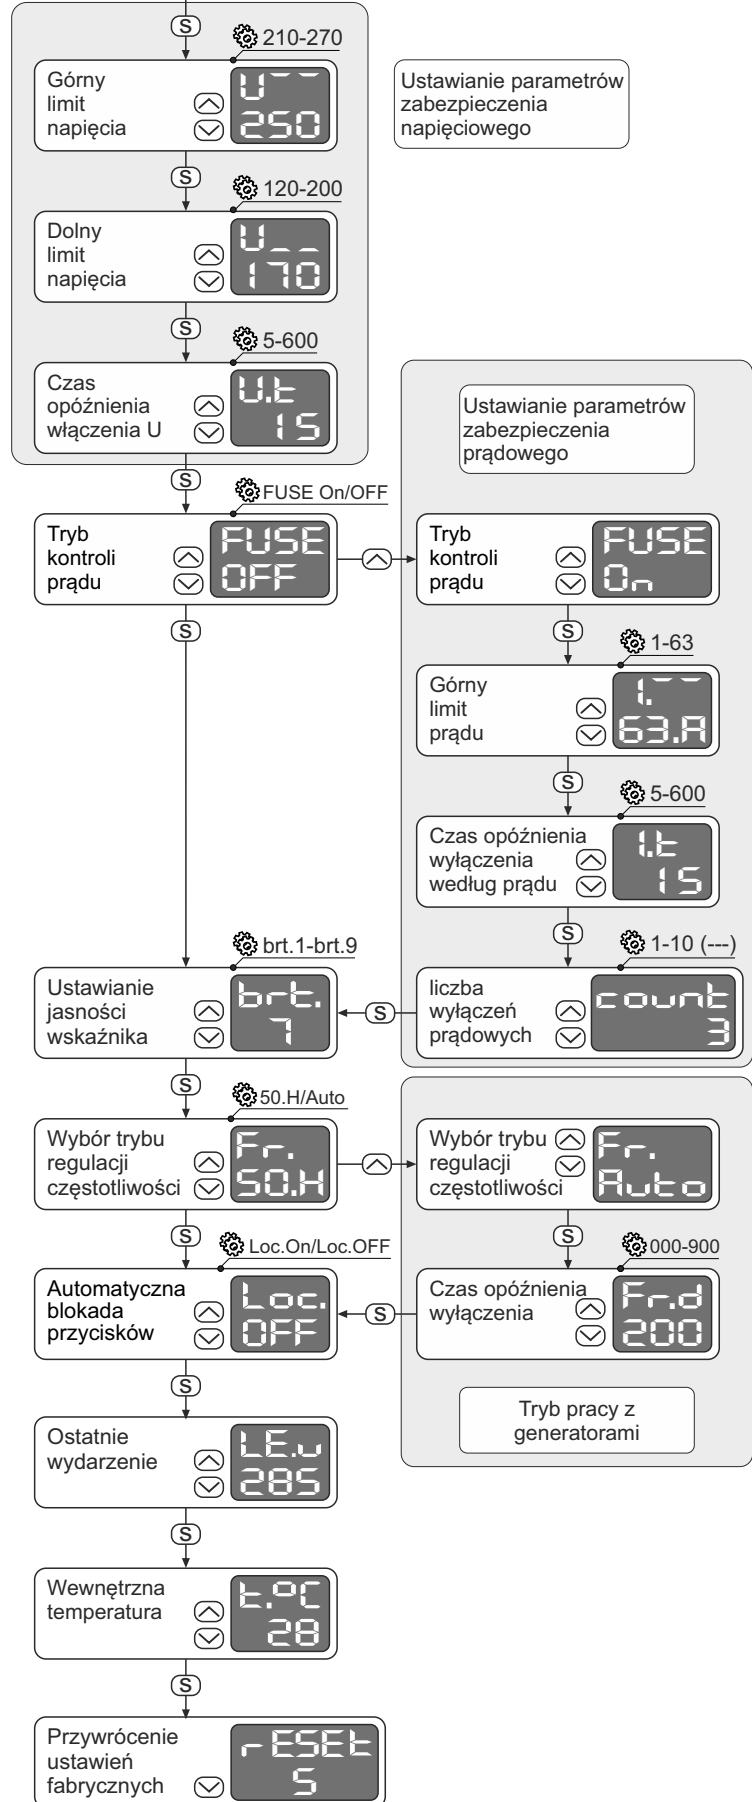 S
210-270
Górny
limit
napięcia
U¯¯
250
Ustawianie parametrów
zabezpieczenia
napięciowego
S
120-200
Dolny
limit
napięcia
U__
170
S
5-600
Czas
opóźnienia
włączenia U
U.t
15
S
FUSE On/OFF
Tryb
kontroli
prądu
FUSE
OFF
Ustawianie parametrów
zabezpieczenia
prądowego
Tryb
kontroli
prądu
FUSE
On
S
S
1-63
Górny
limit
prądu
I.¯¯
63.A
S
5-600
Czas opóźnienia
wyłączenia
według prądu
I.t
15
S
1-10 (---)
liczba
wyłączeń
prądowych
count
3
S
brt.1-brt.9
Ustawianie
jasności
wskaźnika
brt.
7
S
50.H/Auto
Wybór trybu
regulacji
częstotliwości
Fr.
50.H
Wybór trybu
regulacji
częstotliwości
Fr.
Auto
S
S
Loc.On/Loc.OFF
000-900
Automatyczna
blokada
przycisków
Loc.
OFF
S
Czas opóźnienia
wyłączenia
Fr.d
200
Tryb pracy z
generatorami
S
Ostatnie
wydarzenie
LE.u
285
S
Wewnętrzna
temperatura
t.°C
28
S
Przywrócenie
ustawień
fabrycznych
rESEt
5